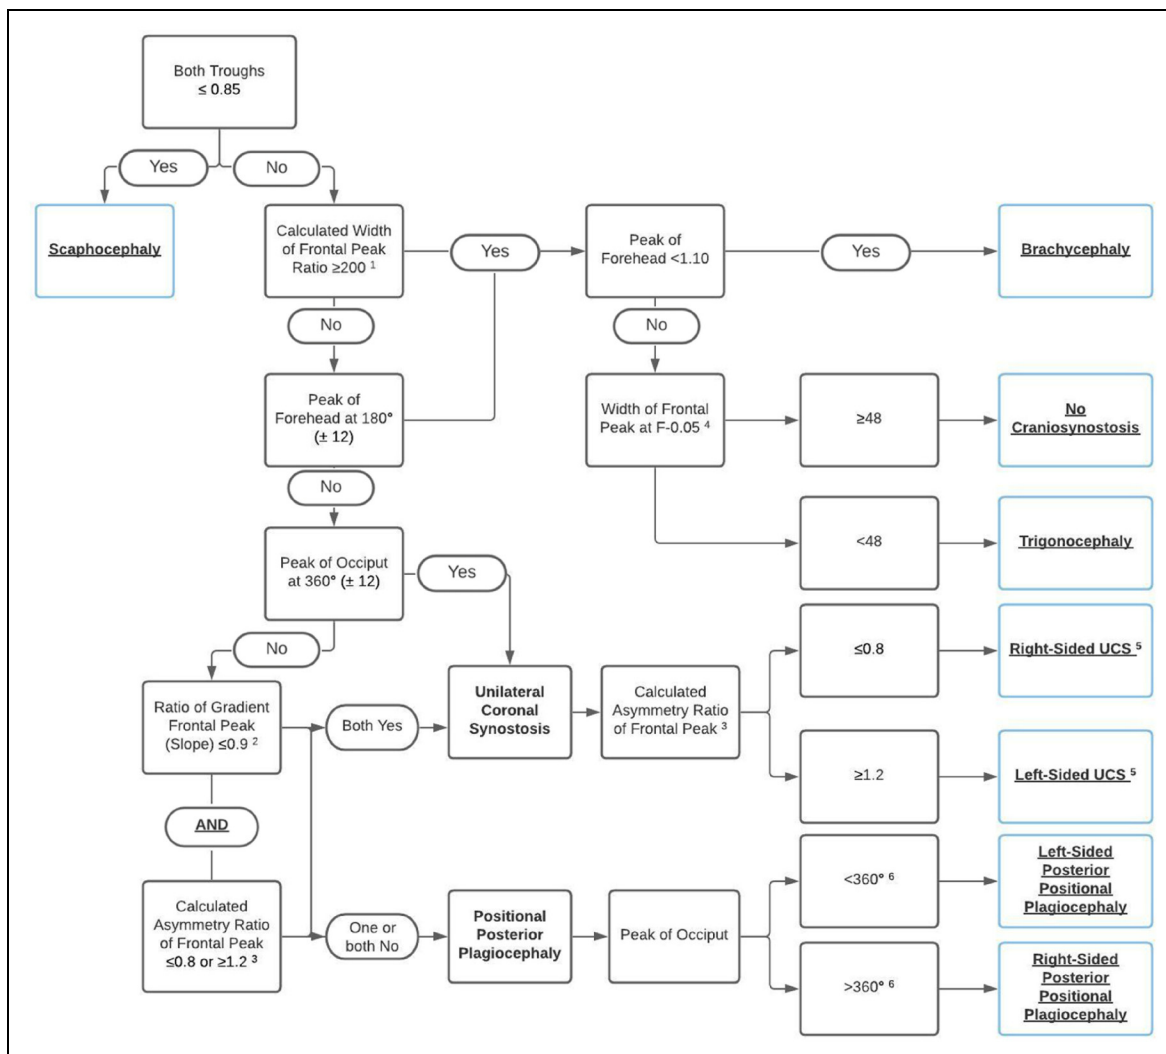 Both Troughs
≤ 0.85
Yes
No
Scaphocephaly
Calculated Width
of Frontal Peak
Ratio ≥200 ¹
Yes
Peak of
Forehead <1.10
Yes
Brachycephaly
No
No
Peak of
Forehead at 180°
(± 12)
Width of Frontal
Peak at F-0.05 ⁴
≥48
No
Craniosynostosis
No
<48
Trigonocephaly
Peak of Occiput
at 360° (± 12)
Yes
No
≤0.8
Right-Sided UCS ⁵
Ratio of Gradient
Frontal Peak
(Slope) ≤0.9 ²
Both Yes
Unilateral
Coronal
Synostosis
Calculated
Asymmetry Ratio
of Frontal Peak ³
≥1.2
Left-Sided UCS ⁵
AND
Calculated
Asymmetry Ratio
of Frontal Peak
≤0.8 or ≥1.2 ³
One or
both No
Positional
Posterior
Plagiocephaly
Peak of Occiput
<360° ⁶
Left-Sided
Posterior
Positional
Plagiocephaly
>360° ⁶
Right-Sided
Posterior
Positional
Plagiocephaly